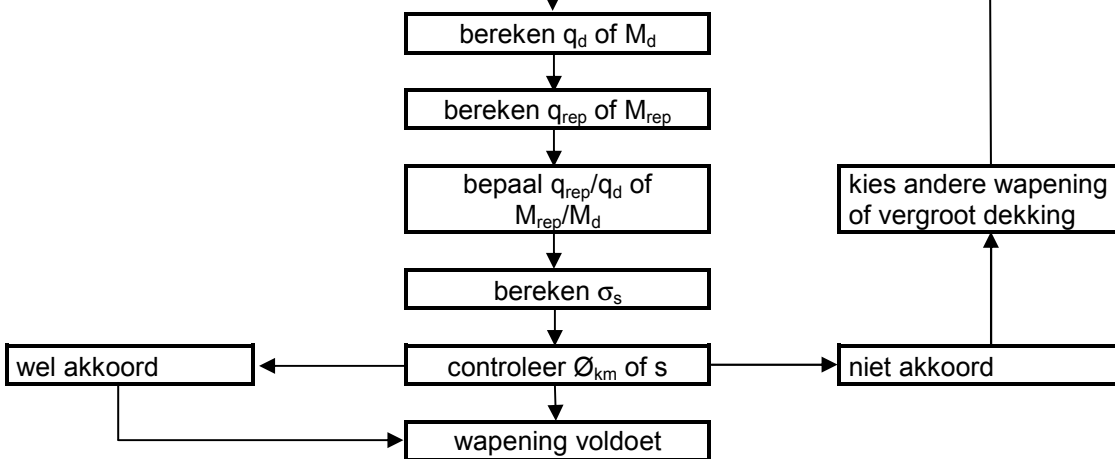 bereken q_d of M_d
bereken q_rep of M_rep
bepaal q_rep/q_d of
M_rep/M_d
kies andere wapening
of vergroot dekking
bereken σ_s
wel akkoord
controleer Ø_km of s
niet akkoord
wapening voldoet